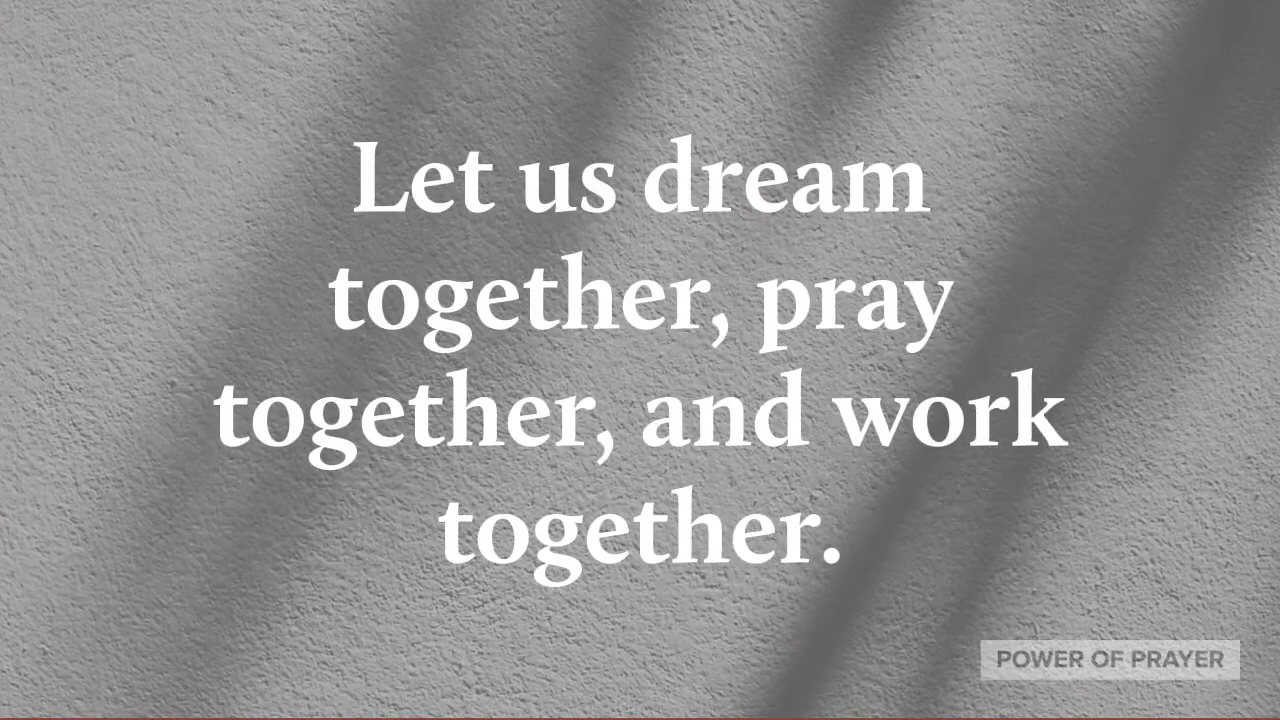 Let us dream
together, pray
together, and work
together.
POWER OF PRAYER